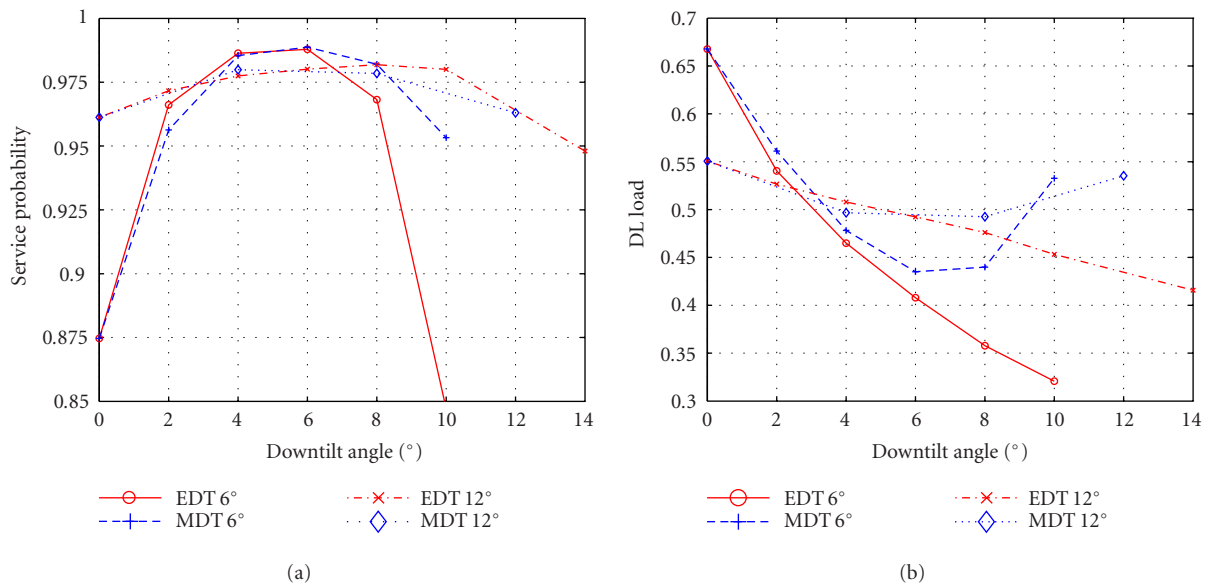 1
0.975
0.95
0.925
0.9
0.875
0.85
Service probability
0 2 4 6 8 10 12 14
Downtilt angle (°)
EDT 6°
MDT 6°
EDT 12°
MDT 12°
(a)
0.7
0.65
0.6
0.55
0.5
0.45
0.4
0.35
0.3
DL load
0 2 4 6 8 10 12 14
Downtilt angle (°)
EDT 6°
MDT 6°
EDT 12°
MDT 12°
(b)